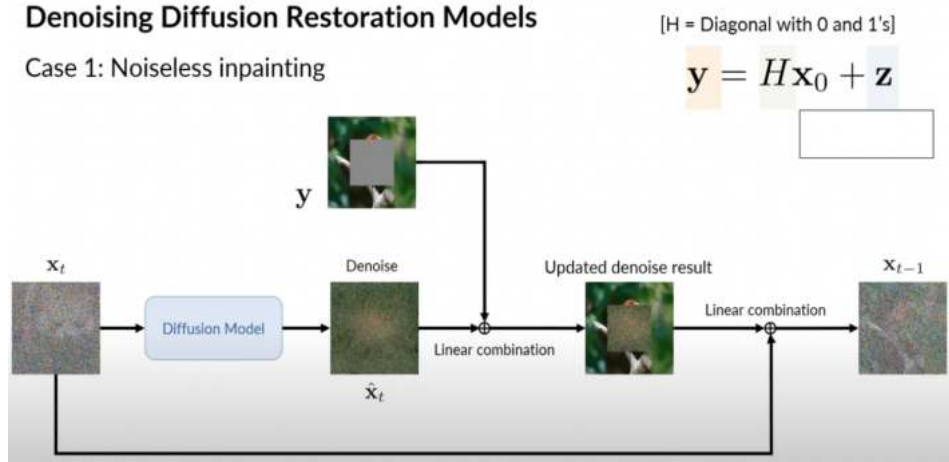 Denoising Diffusion Restoration Models
[H = Diagonal with 0 and 1's]
Case 1: Noiseless inpainting
y = Hx₀ + z
y
xₜ
Denoise
Updated denoise result
xₜ₋₁
Diffusion Model
Linear combination
Linear combination
x̂ₜ